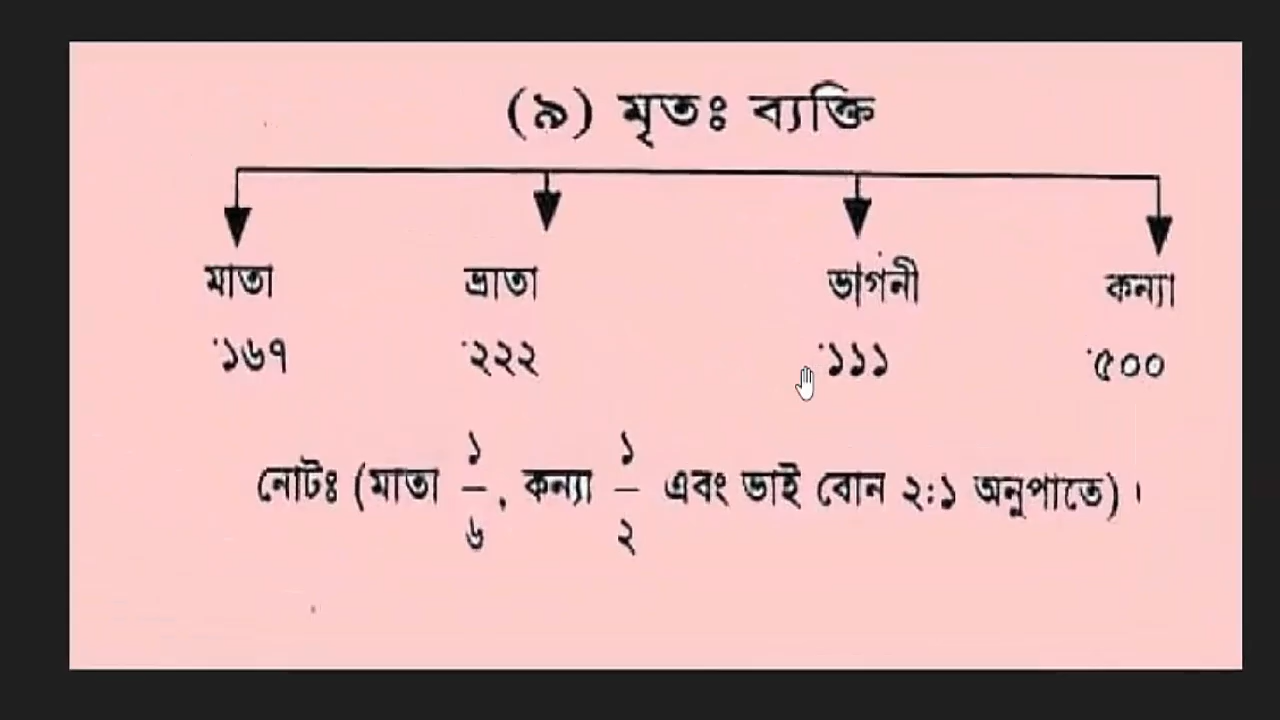 (৯) মৃতঃ ব্যক্তি
মাতা ভ্রাতা ভাগনী কন্যা
.১৬৭ .২২২ .১১১ .৫০০
নোটঃ (মাতা ১/৬, কন্যা ১/২ এবং ভাই বোন ২:১ অনুপাতে)।